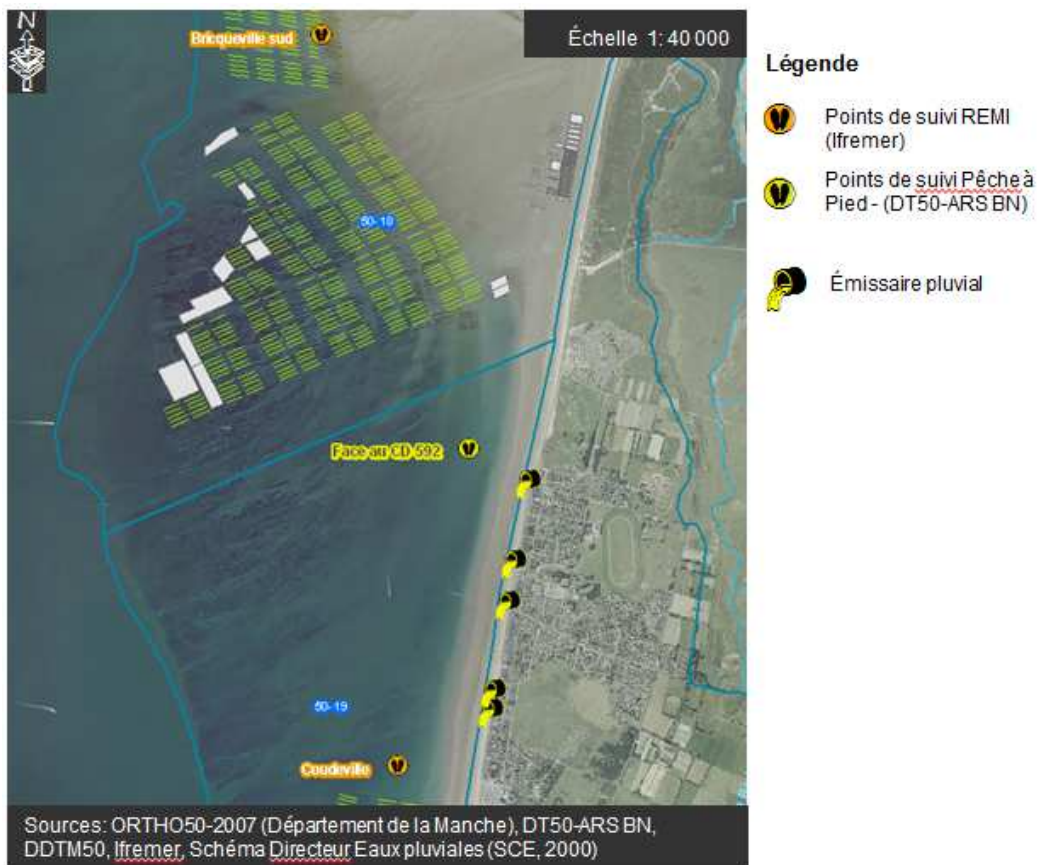 N
Bricqueville sud
Échelle 1: 40 000
50-18
Face au CD 592
50-19
Coudeville
Sources: ORTHO50-2007 (Département de la Manche), DT50-ARS BN,
DDTM50, Ifremer, Schéma Directeur Eaux pluviales (SCE, 2000)
Légende
Points de suivi REMI
(Ifremer)
Points de suivi Pêche à
Pied - (DT50-ARS BN)
Émissaire pluvial